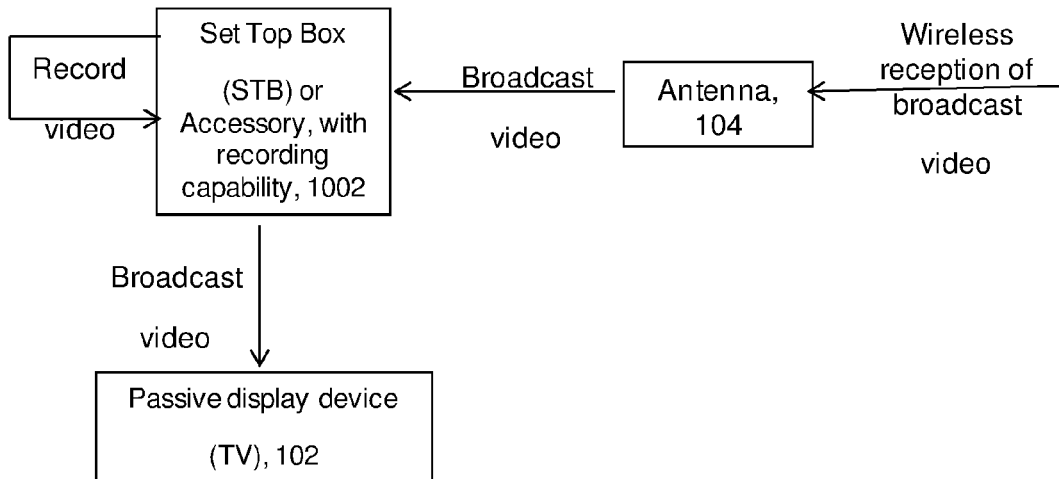 Record
video
Set Top Box
(STB) or
Accessory, with
recording
capability, 1002
Broadcast
video
Antenna,
104
Wireless
reception of
broadcast
video
Broadcast
video
Passive display device
(TV), 102